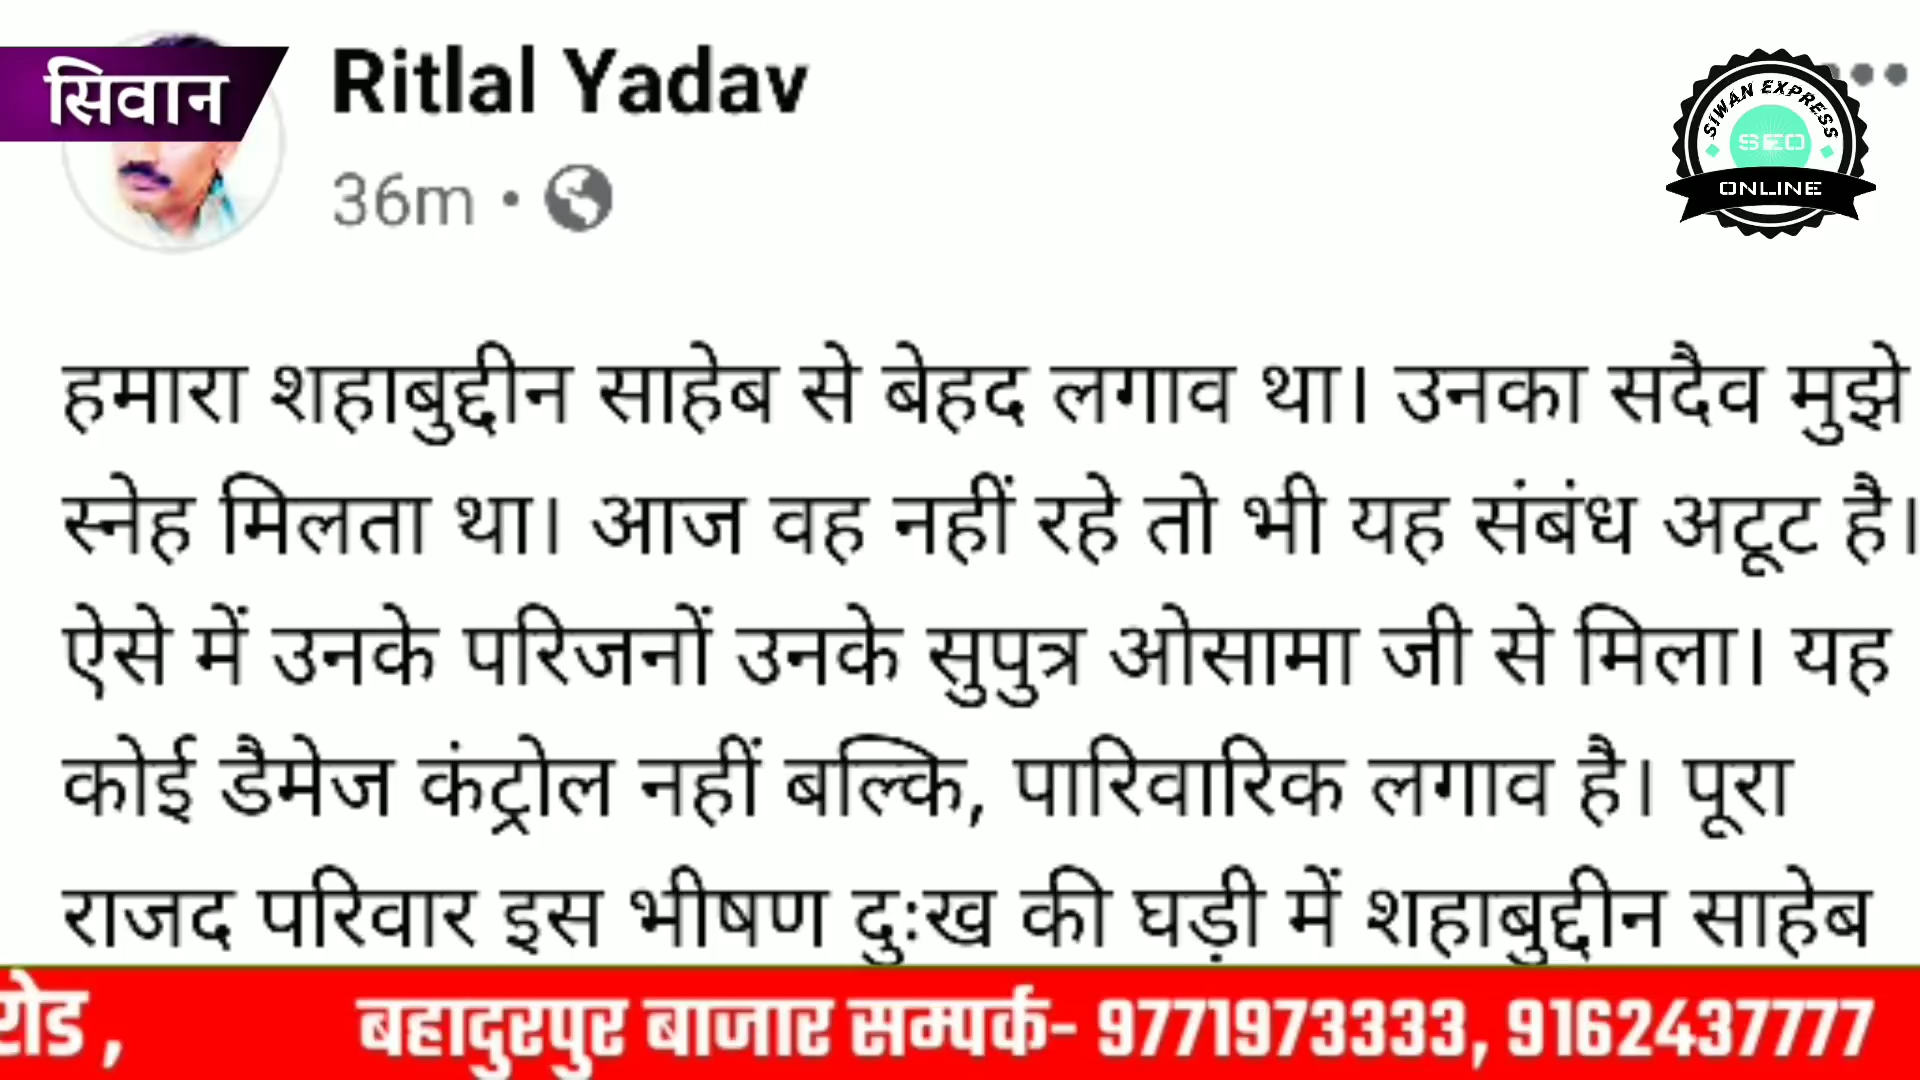 सिवान
Ritlal Yadav
36m
SIWAN EXPRESS
SEO
ONLINE
हमारा शहाबुद्दीन साहेब से बेहद लगाव था। उनका सदैव मुझे
स्नेह मिलता था। आज वह नहीं रहे तो भी यह संबंध अटूट है।
ऐसे में उनके परिजनों उनके सुपुत्र ओसामा जी से मिला। यह
कोई डैमेज कंट्रोल नहीं बल्कि, पारिवारिक लगाव है। पूरा
राजद परिवार इस भीषण दुःख की घड़ी में शहाबुद्दीन साहेब
रोड , बहादुरपुर बाजार सम्पर्क- 9771973333, 9162437777